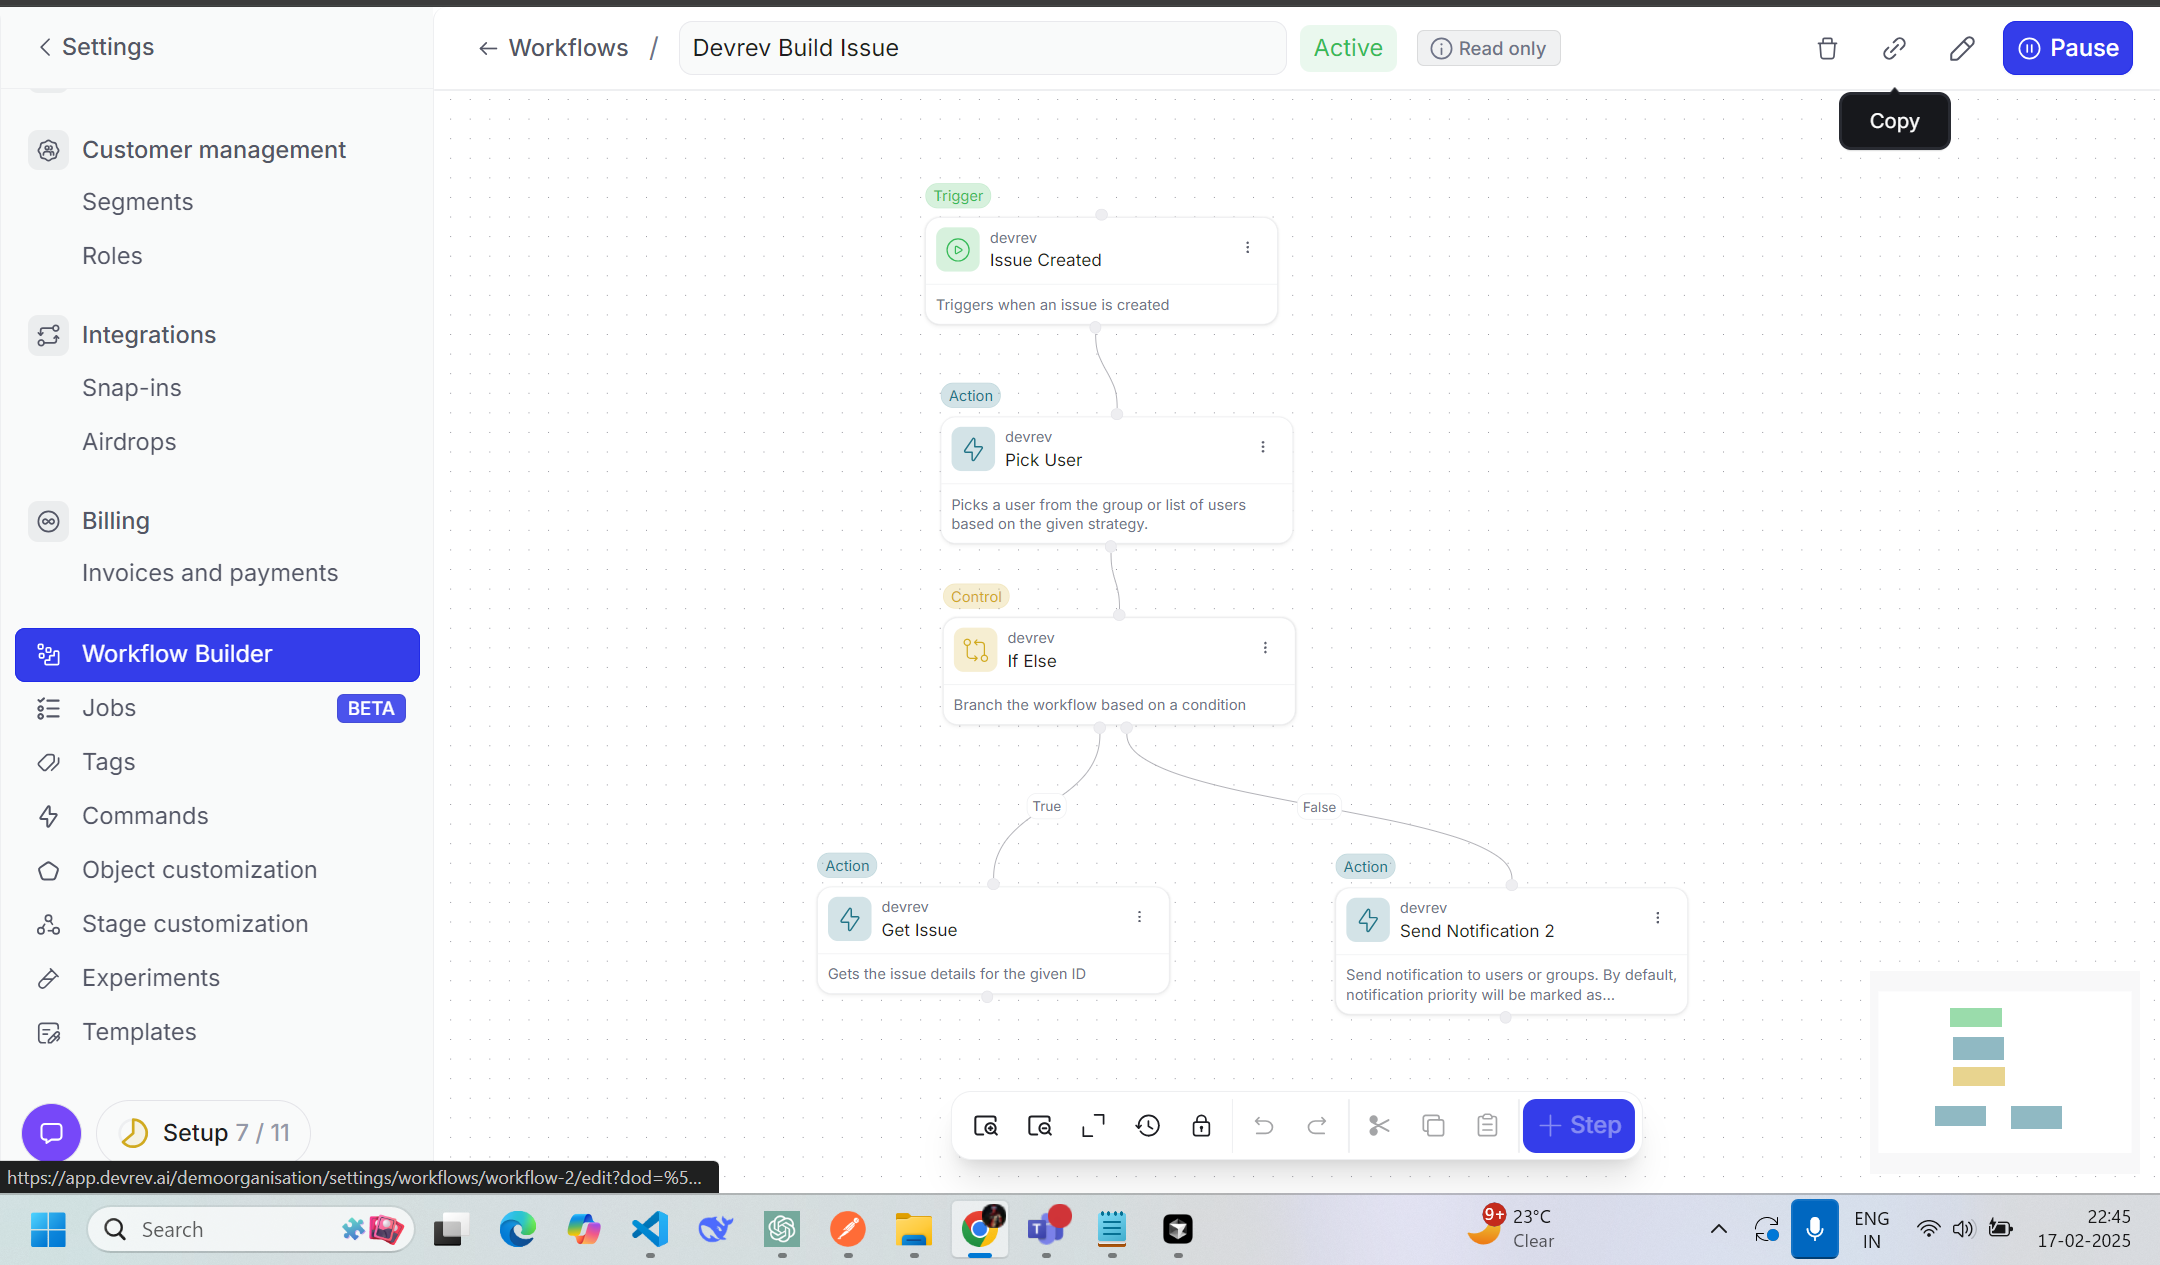 Settings
Workflows / Devrev Build Issue
Active
Read only
Pause
Copy
Customer management
Segments
Roles
Integrations
Snap-ins
Airdrops
Billing
Invoices and payments
Workflow Builder
Jobs
BETA
Tags
Commands
Object customization
Stage customization
Experiments
Templates
Setup 7 / 11
https://app.devrev.ai/demoorganisation/settings/workflows/workflow-2/edit?dod=%5...
Trigger
devrev
Issue Created
Triggers when an issue is created
Action
devrev
Pick User
Picks a user from the group or list of users
based on the given strategy.
Control
devrev
If Else
Branch the workflow based on a condition
True
False
Action
devrev
Get Issue
Gets the issue details for the given ID
Action
devrev
Send Notification 2
Send notification to users or groups. By default,
notification priority will be marked as...
Step
Search
9+
23°C
Clear
ENG
IN
22:45
17-02-2025